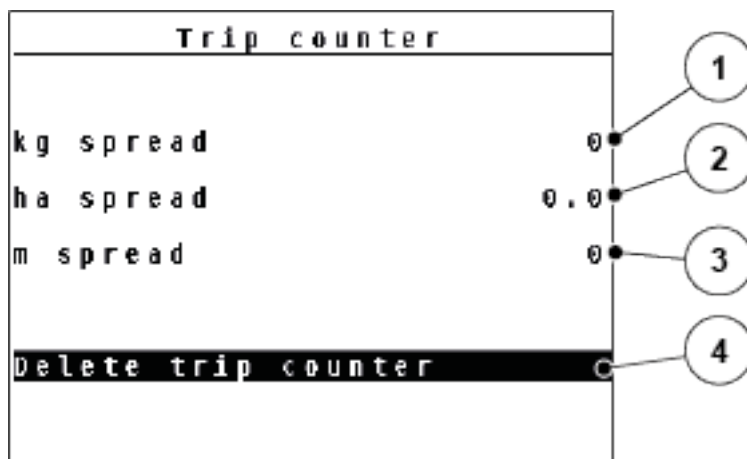 Trip counter
kg spread 0 1
ha spread 0.0 2
m spread 0 3
Delete trip counter 4